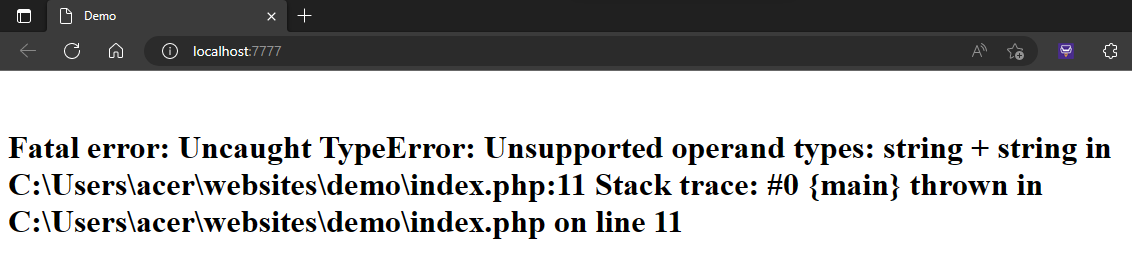 Demo
localhost:7777
Fatal error: Uncaught TypeError: Unsupported operand types: string + string in
C:\Users\acer\websites\demo\index.php:11 Stack trace: #0 {main} thrown in
C:\Users\acer\websites\demo\index.php on line 11